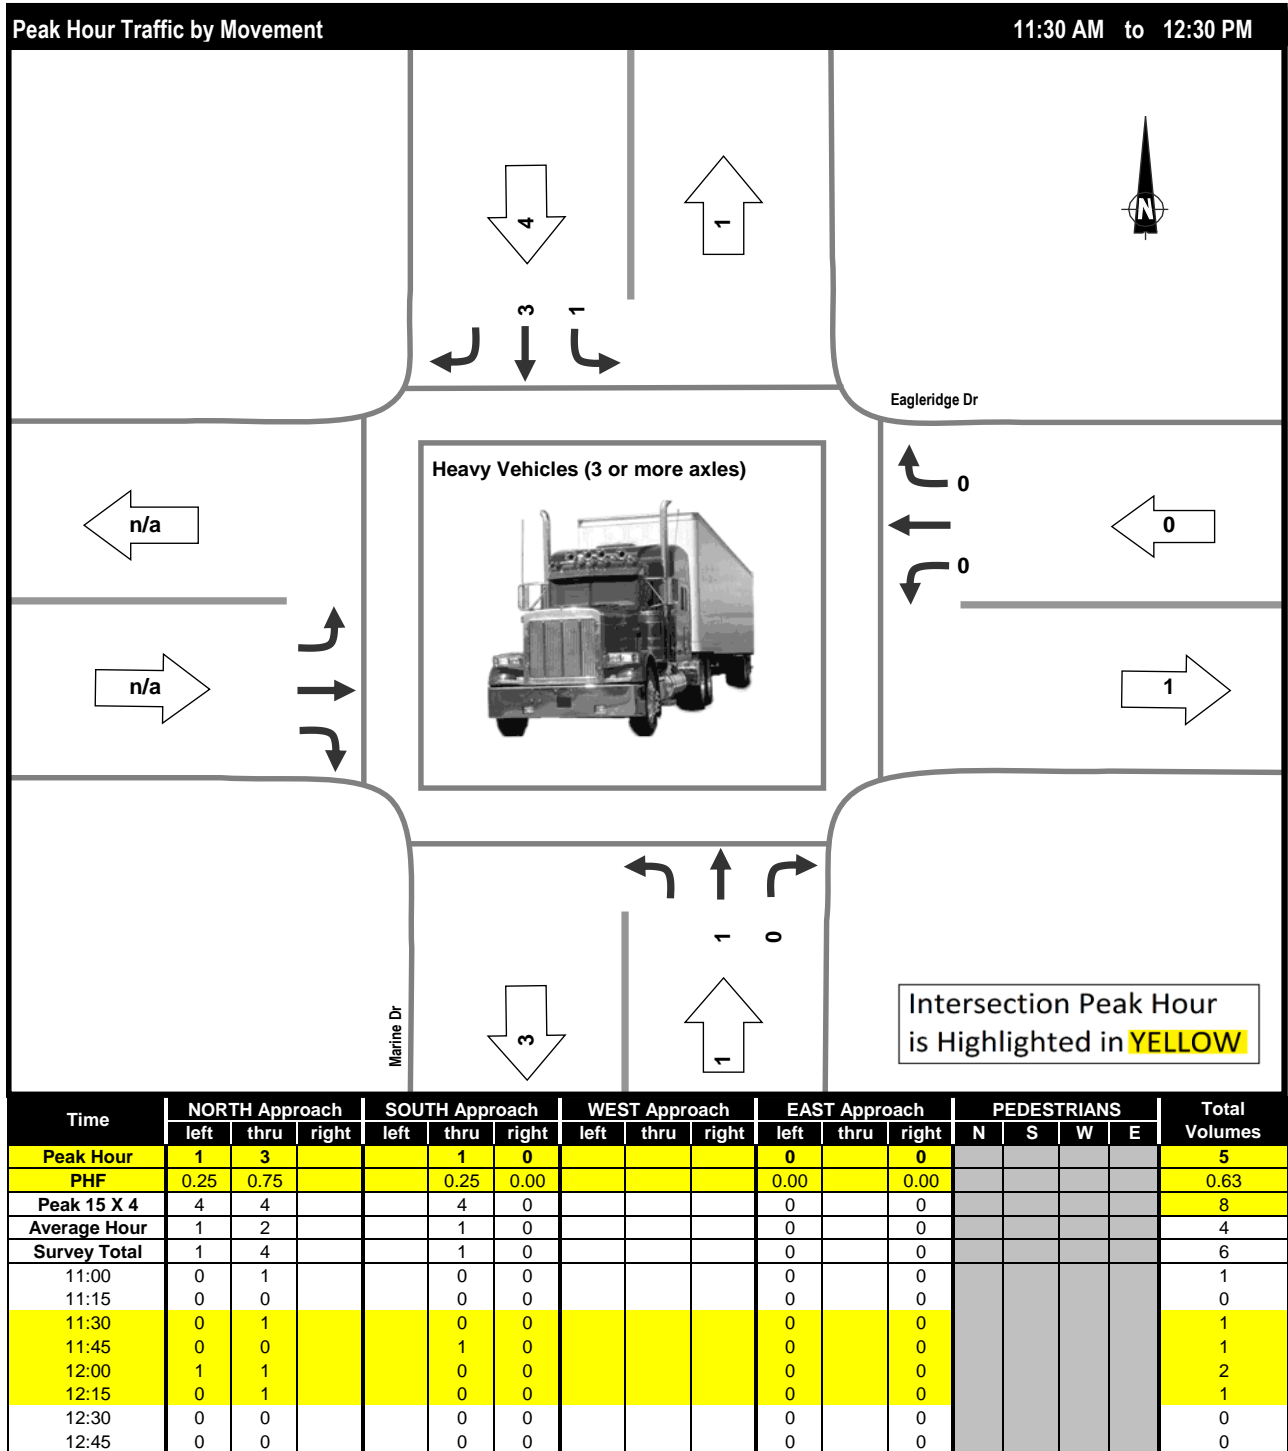 Peak Hour Traffic by Movement 11:30 AM to 12:30 PM
4 1
3 1
N
Eagleridge Dr
Heavy Vehicles (3 or more axles)
0
n/a 0
0
n/a 1
1 0
Marine Dr
3 1
Intersection Peak Hour
is Highlighted in YELLOW
Time NORTH Approach SOUTH Approach WEST Approach EAST Approach PEDESTRIANS Total Volumes
left thru right left thru right left thru right left thru right N S W E
Peak Hour 1 3 1 0 0 0 5
PHF 0.25 0.75 0.25 0.00 0.00 0.00 0.63
Peak 15 X 4 4 4 4 0 0 0 8
Average Hour 1 2 1 0 0 0 4
Survey Total 1 4 1 0 0 0 6
11:00 0 1 0 0 0 0 1
11:15 0 0 0 0 0 0 0
11:30 0 1 0 0 0 0 1
11:45 0 0 1 0 0 0 1
12:00 1 1 0 0 0 0 2
12:15 0 1 0 0 0 0 1
12:30 0 0 0 0 0 0 0
12:45 0 0 0 0 0 0 0